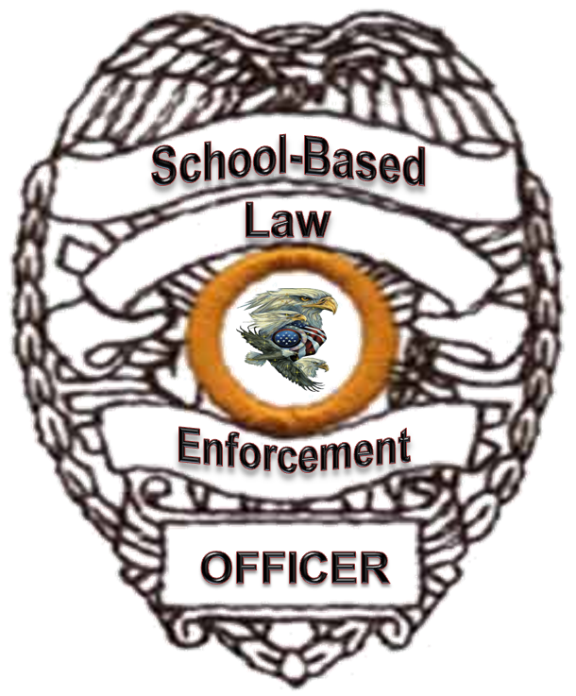 School-Based
Law
Enforcement
OFFICER